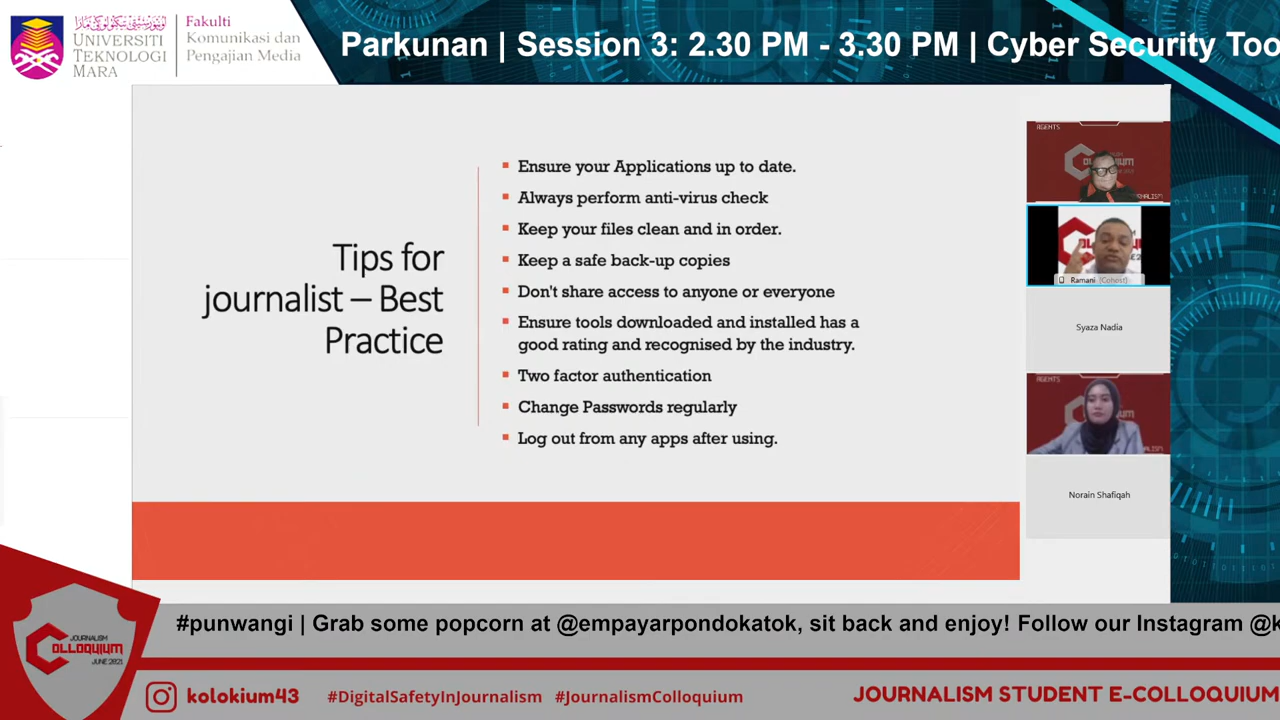 UNIVERSITI
TEKNOLOGI
MARA
Fakulti
Komunikasi dan
Pengajian Media
Parkunan | Session 3: 2.30 PM - 3.30 PM | Cyber Security Too
Tips for
journalist – Best
Practice
Ensure your Applications up to date.
Always perform anti-virus check
Keep your files clean and in order.
Keep a safe back-up copies
Don't share access to anyone or everyone
Ensure tools downloaded and installed has a
good rating and recognised by the industry.
Two factor authentication
Change Passwords regularly
Log out from any apps after using.
AGENTS
Ramani (Cohost)
Syaza Nadia
AGENTS
Norain Shafiqah
#punwangi | Grab some popcorn at @empayarpondokatok, sit back and enjoy! Follow our Instagram @k
JOURNALISM
COLLOQUIUM
JUNE 2021
kolokium43
#DigitalSafetyInJournalism #JournalismColloquium
JOURNALISM STUDENT E-COLLOQUIUM